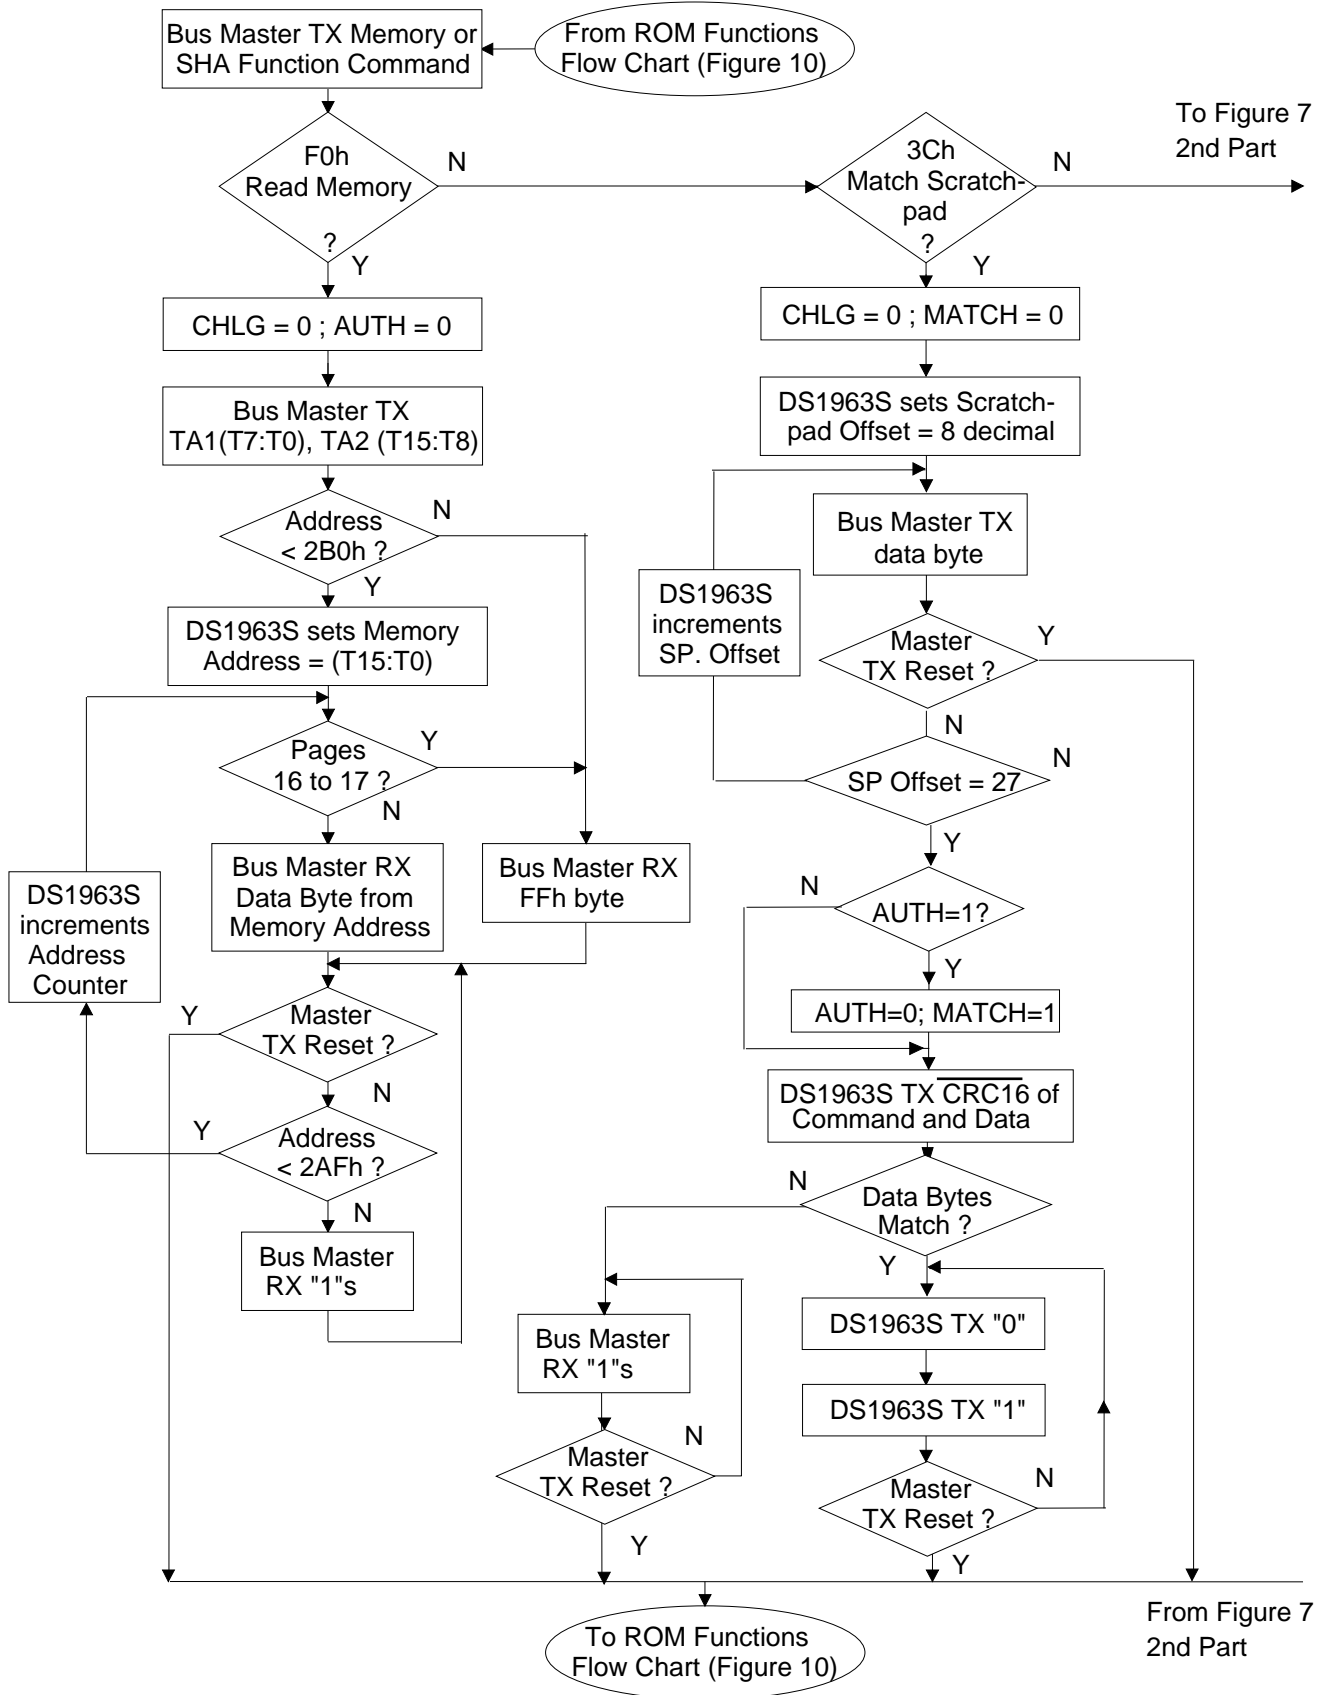 Bus Master TX Memory or
SHA Function Command
From ROM Functions
Flow Chart (Figure 10)
To Figure 7
2nd Part
F0h
Read Memory
?
N
Y
3Ch
Match Scratch-
pad
?
N
Y
CHLG = 0 ; AUTH = 0
Bus Master TX
TA1(T7:T0), TA2 (T15:T8)
Address
< 2B0h ?
N
Y
DS1963S sets Memory
Address = (T15:T0)
Pages
16 to 17 ?
Y
N
DS1963S
increments
Address
Counter
Bus Master RX
Data Byte from
Memory Address
Bus Master RX
FFh byte
Master
TX Reset ?
Y
N
Address
< 2AFh ?
Y
N
Bus Master
RX "1"s
CHLG = 0 ; MATCH = 0
DS1963S sets Scratch-
pad Offset = 8 decimal
Bus Master TX
data byte
DS1963S
increments
SP. Offset
Master
TX Reset ?
Y
N
SP Offset = 27
N
Y
AUTH=1?
N
Y
AUTH=0; MATCH=1
DS1963S TX CRC16 of
Command and Data
Data Bytes
Match ?
N
Y
Bus Master
RX "1"s
Master
TX Reset ?
N
Y
DS1963S TX "0"
DS1963S TX "1"
Master
TX Reset ?
N
Y
To ROM Functions
Flow Chart (Figure 10)
From Figure 7
2nd Part